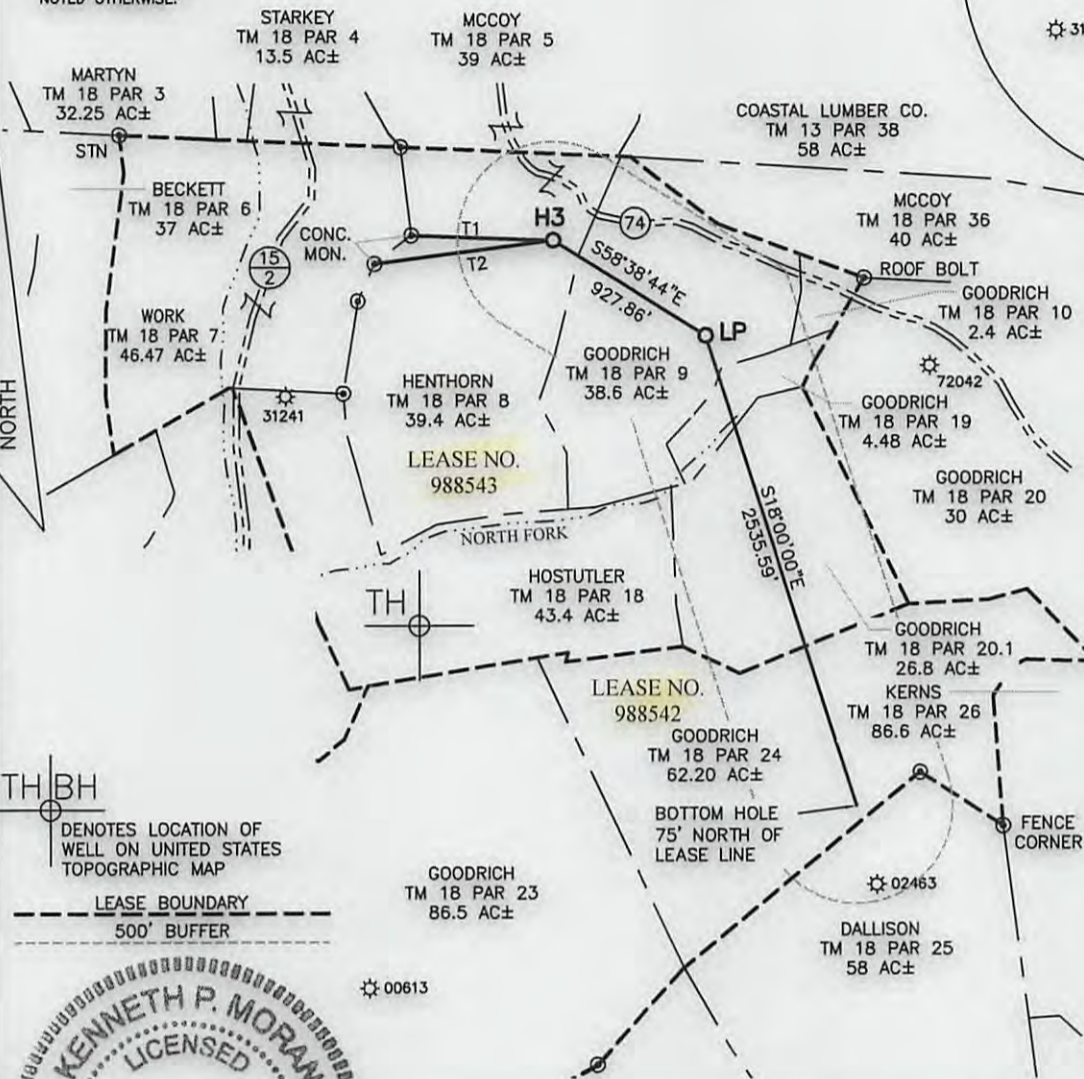 NOTED OTHERWISE.
STARKEY
TM 18 PAR 4
13.5 AC±
MCCOY
TM 18 PAR 5
39 AC±
MARTYN
TM 18 PAR 3
32.25 AC±
STN
COASTAL LUMBER CO.
TM 13 PAR 38
58 AC±
BECKETT
TM 18 PAR 6
37 AC±
CONC.
MON.
T1
T2
H3
74
S58°38'44"E
927.86'
LP
MCCOY
TM 18 PAR 36
40 AC±
ROOF BOLT
GOODRICH
TM 18 PAR 10
2.4 AC±
15
2
WORK
TM 18 PAR 7
46.47 AC±
NORTH
31241
HENTHORN
TM 18 PAR 8
39.4 AC±
GOODRICH
TM 18 PAR 9
38.6 AC±
72042
GOODRICH
TM 18 PAR 19
4.48 AC±
LEASE NO.
988543
GOODRICH
TM 18 PAR 20
30 AC±
S18°00'00"E
2535.59'
NORTH FORK
HOSTUTLER
TM 18 PAR 18
43.4 AC±
TH
GOODRICH
TM 18 PAR 20.1
26.8 AC±
LEASE NO.
988542
KERNS
TM 18 PAR 26
86.6 AC±
GOODRICH
TM 18 PAR 24
62.20 AC±
BOTTOM HOLE
75' NORTH OF
LEASE LINE
FENCE
CORNER
TH BH
DENOTES LOCATION OF
WELL ON UNITED STATES
TOPOGRAPHIC MAP
LEASE BOUNDARY
500' BUFFER
GOODRICH
TM 18 PAR 23
86.5 AC±
02463
DALLISON
TM 18 PAR 25
58 AC±
00613
KENNETH P. MORAN
LICENSED